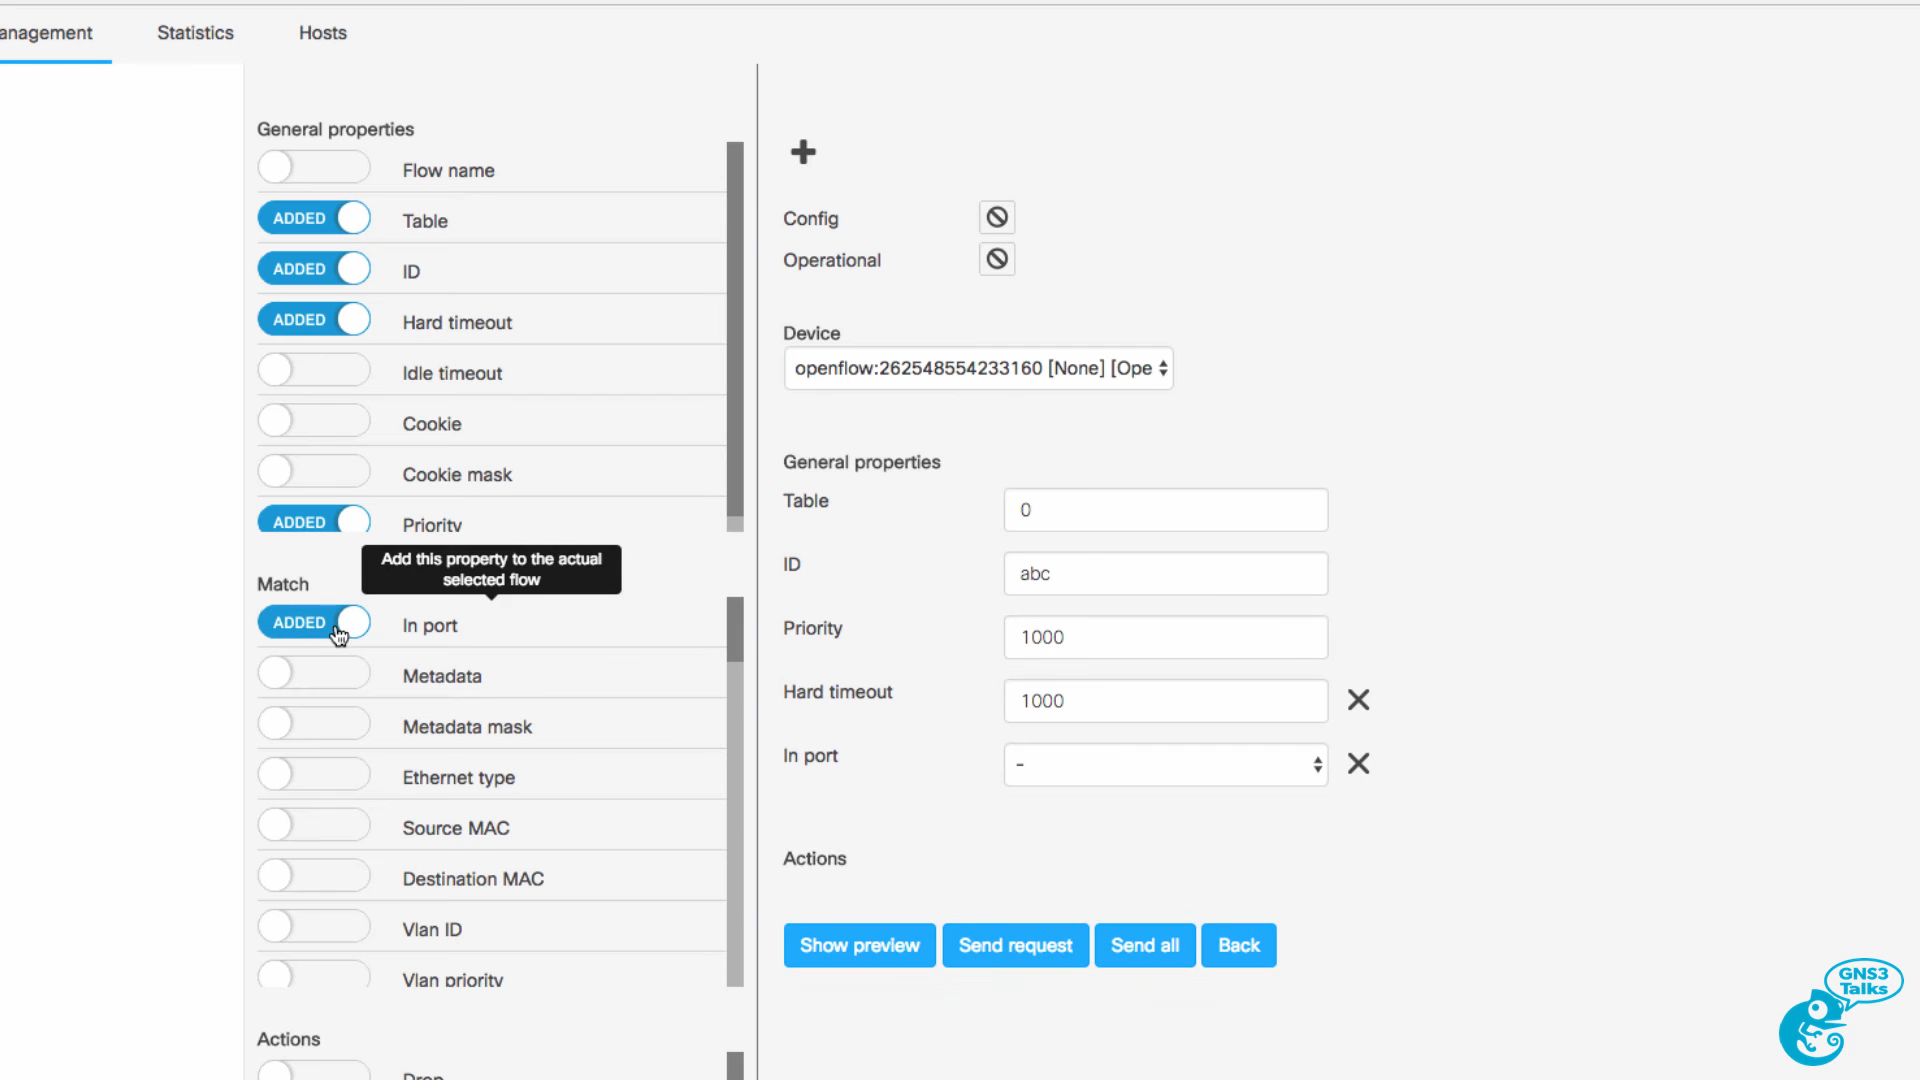 anagement
Statistics
Hosts
General properties
Flow name
ADDED
Table
ADDED
ID
ADDED
Hard timeout
Idle timeout
Cookie
Cookie mask
ADDED
Priority
Add this property to the actual
selected flow
Match
ADDED
In port
Metadata
Metadata mask
Ethernet type
Source MAC
Destination MAC
Vlan ID
Vlan priority
Actions
Drop
Config
Operational
Device
openflow:262548554233160 [None] [Ope
General properties
Table
0
ID
abc
Priority
1000
Hard timeout
1000
In port
-
Actions
Show preview
Send request
Send all
Back
GNS3
Talks